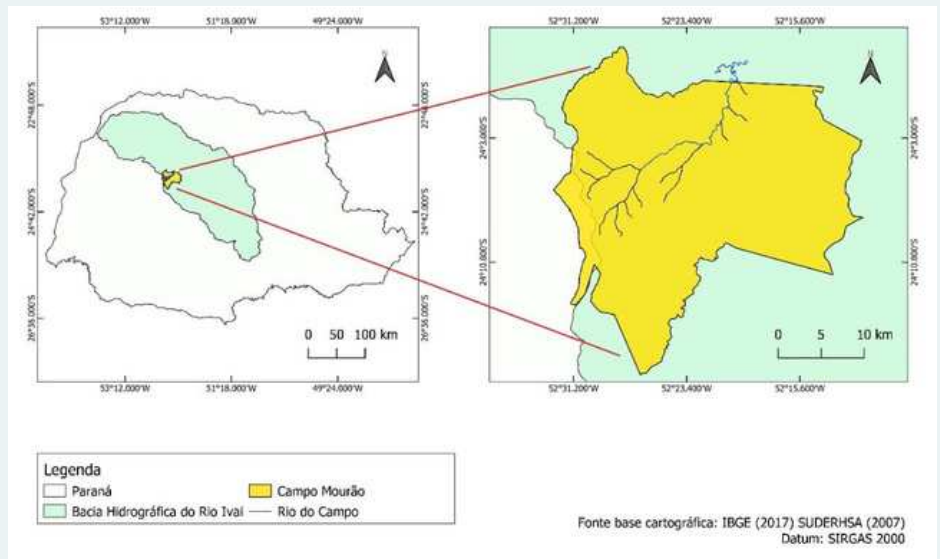 53°12.000'W 51°18.000'W 49°24.000'W
N
22°48.000'S 22°48.000'S
24°42.000'S 24°42.000'S
26°36.000'S 26°36.000'S
0 50 100 km
53°12.000'W 51°18.000'W 49°24.000'W
52°31.200'W 52°23.400'W 52°15.600'W
N
24°3.000'S 24°3.000'S
24°10.800'S 24°10.800'S
0 5 10 km
52°31.200'W 52°23.400'W 52°15.600'W
Legenda
Paraná
Campo Mourão
Bacia Hidrográfica do Rio Ivaí
Rio do Campo
Fonte base cartográfica: IBGE (2017) SUDERHSA (2007)
Datum: SIRGAS 2000